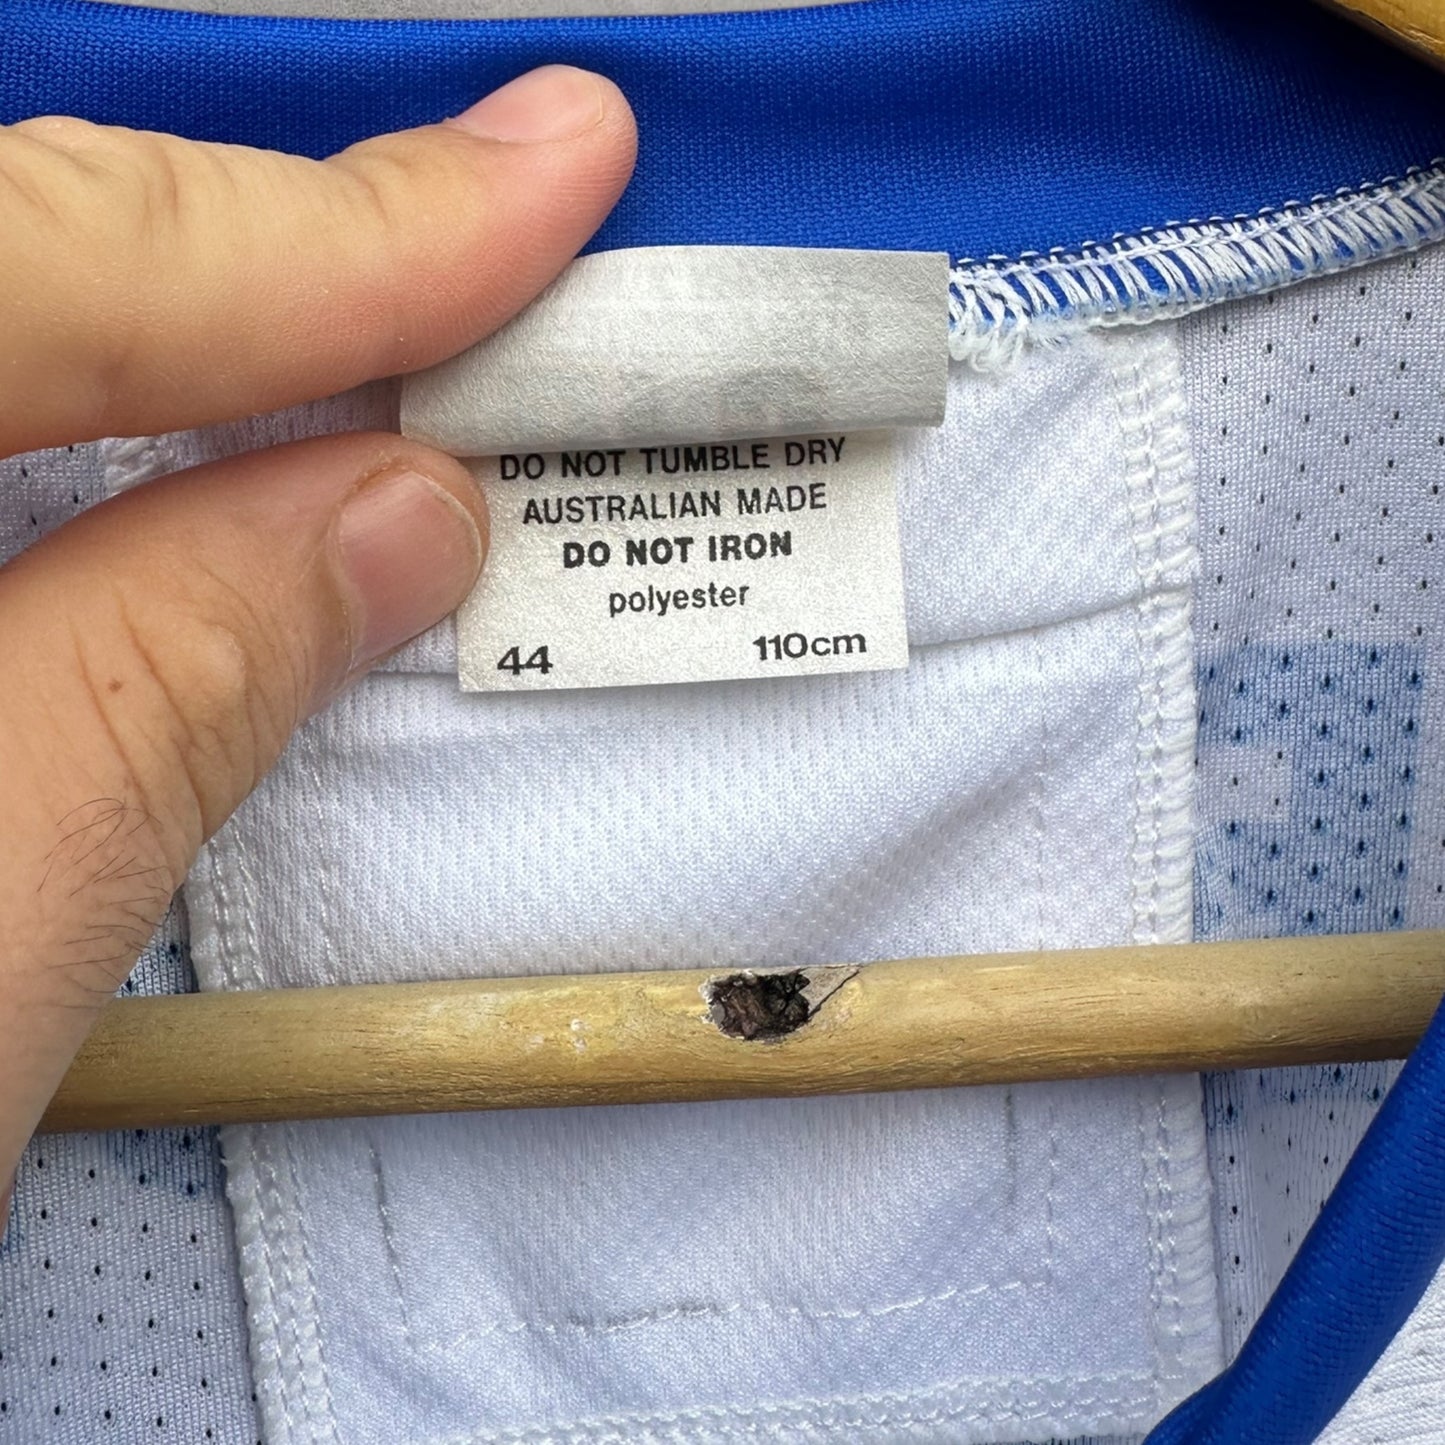 DO NOT TUMBLE DRY
AUSTRALIAN MADE
DO NOT IRON
polyester
44 110cm